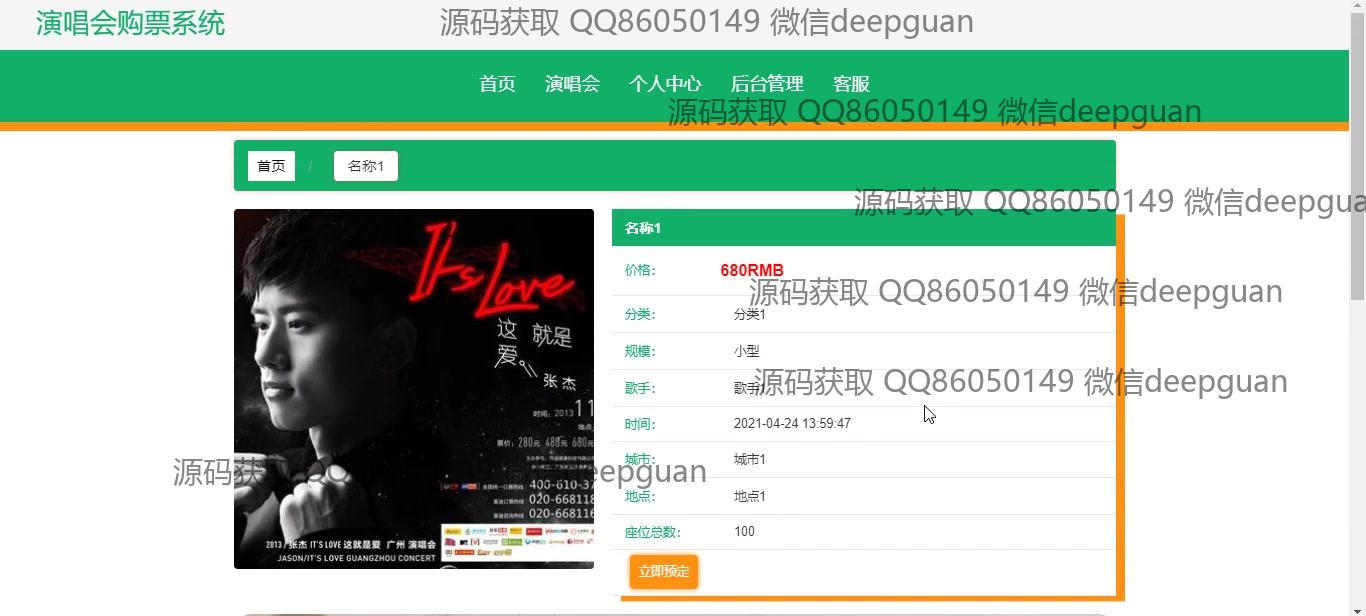 演唱会购票系统
源码获取 QQ86050149 微信deepguan
首页 演唱会 个人中心 后台管理 客服
源码获取 QQ86050149 微信deepguan
首页 / 名称1
源码获取 QQ86050149 微信deepgua
名称1
价格: 680RMB
源码获取 QQ86050149 微信deepguan
分类: 分类1
规模: 小型
歌手: 歌手1
源码获取 QQ86050149 微信deepguan
时间: 2021-04-24 13:59:47
城市: 城市1
地点: 地点1
座位总数: 100
立即预定
It's Love
这 就是
爱。
张 杰
时间: 2013 11
地点
票价: 280元 480元 680元
400-610-37
020-668118
020-668611
2013 / 张杰 IT'S LOVE 这就是爱 广州 演唱会
JASON/IT'S LOVE GUANGZHOU CONCERT
源码获 eepguan